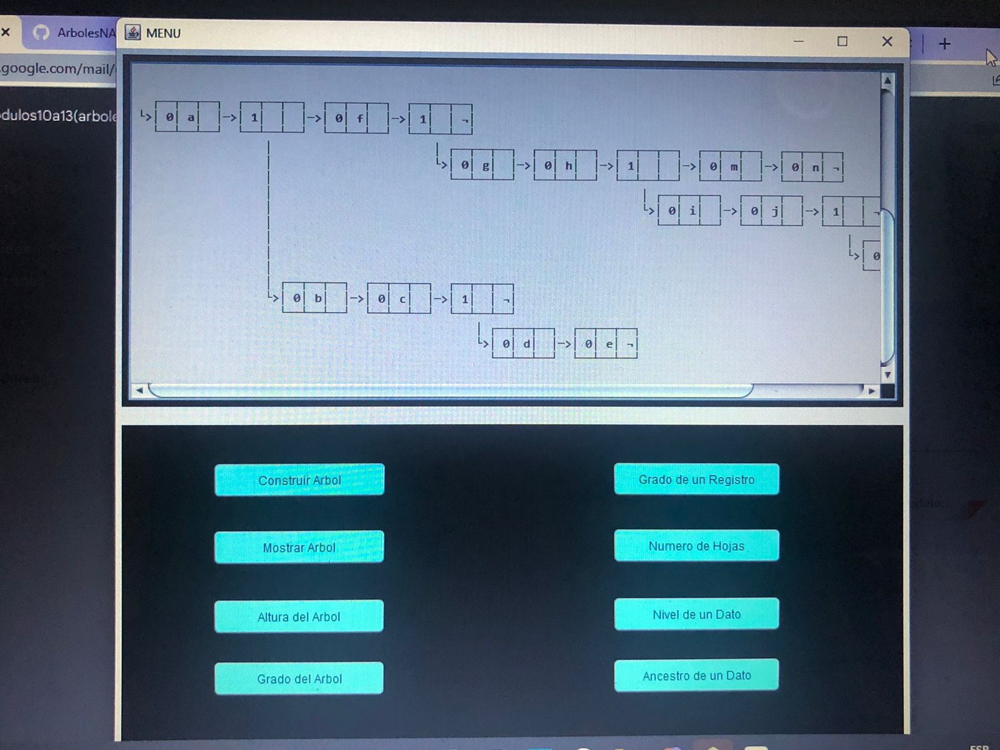 ArbolesNA
MENU
.google.com/mail/
dulos10a13(arbole
0 a -> 1 -> 0 f -> 1 ¬
0 g -> 0 h -> 1 -> 0 m -> 0 n ¬
0 i -> 0 j -> 1 ¬
0
0 b -> 0 c -> 1 ¬
0 d -> 0 e ¬
Construir Arbol
Grado de un Registro
Mostrar Arbol
Numero de Hojas
Altura del Arbol
Nivel de un Dato
Grado del Arbol
Ancestro de un Dato
ESP